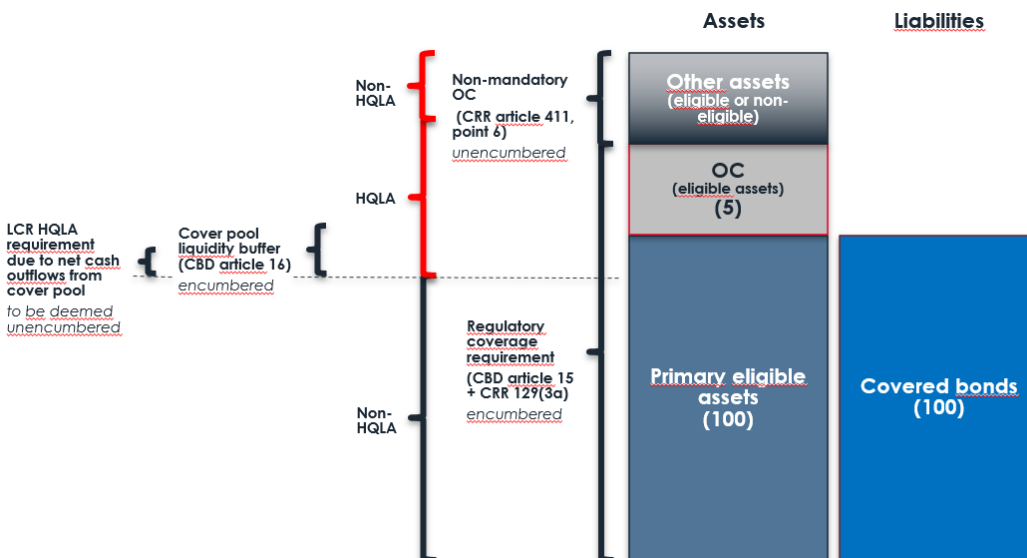 Assets
Liabilities
Non-
HQLA
Non-mandatory
OC
(CRR article 411,
point 6)
unencumbered
Other assets
(eligible or non-
eligible)
OC
(eligible assets)
(5)
HQLA
LCR HQLA
requirement
due to net cash
outflows from
cover pool
to be deemed
unencumbered
Cover pool
liquidity buffer
(CBD article 16)
encumbered
Regulatory
coverage
requirement
(CBD article 15
+ CRR 129(3a)
encumbered
Non-
HQLA
Primary eligible
assets
(100)
Covered bonds
(100)